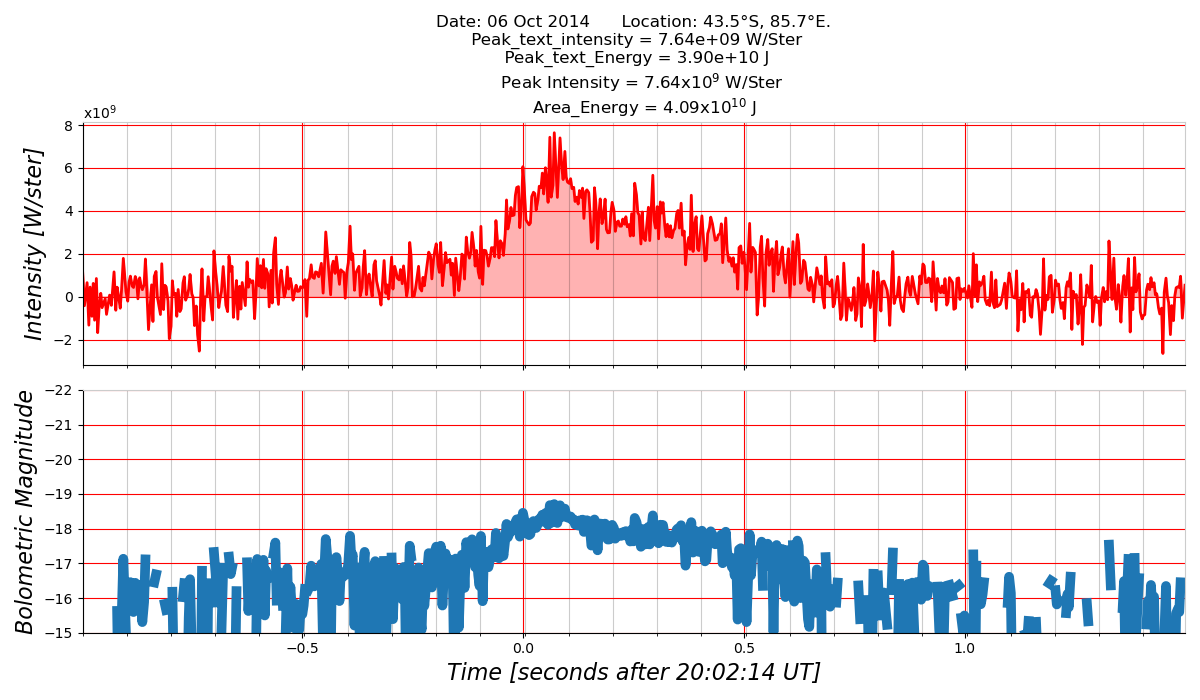 Date: 06 Oct 2014      Location: 43.5°S, 85.7°E.
Peak_text_intensity = 7.64e+09 W/Ster
Peak_text_Energy = 3.90e+10 J
Peak Intensity = 7.64x10⁹ W/Ster
Area_Energy = 4.09x10¹⁰ J
x10⁹
8
6
4
2
0
−2
Intensity [W/ster]
−22
−21
−20
−19
−18
−17
−16
−15
Bolometric Magnitude
−0.5 0.0 0.5 1.0
Time [seconds after 20:02:14 UT]